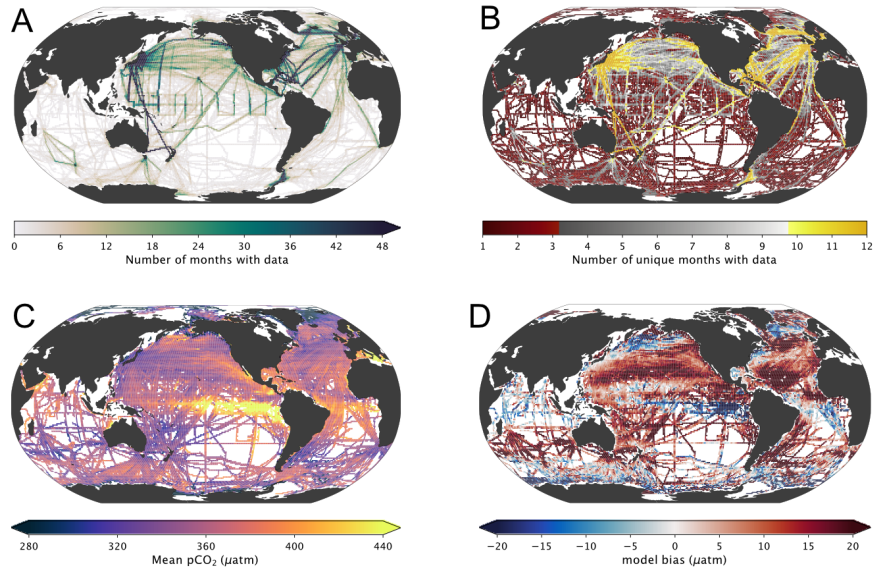 A
B
0 6 12 18 24 30 36 42 48
Number of months with data
1 2 3 4 5 6 7 8 9 10 11 12
Number of unique months with data
C
D
280 320 360 400 440
Mean pCO₂ (μatm)
−20 −15 −10 −5 0 5 10 15 20
model bias (μatm)